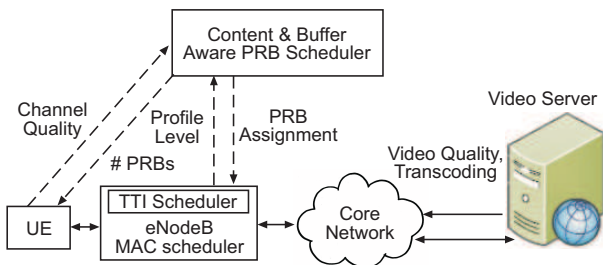 Content & Buffer
Aware PRB Scheduler
Channel
Quality
Profile
Level
PRB
Assignment
# PRBs
Video Server
Video Quality,
Transcoding
TTI Scheduler
UE
eNodeB
MAC scheduler
Core
Network